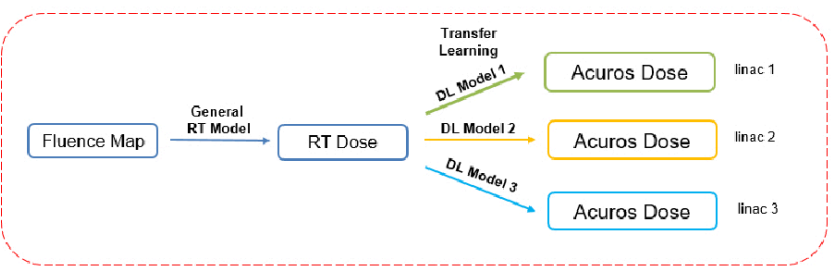 Transfer
Learning
DL Model 1
Acuros Dose
linac 1
General
RT Model
Fluence Map
RT Dose
DL Model 2
Acuros Dose
linac 2
DL Model 3
Acuros Dose
linac 3